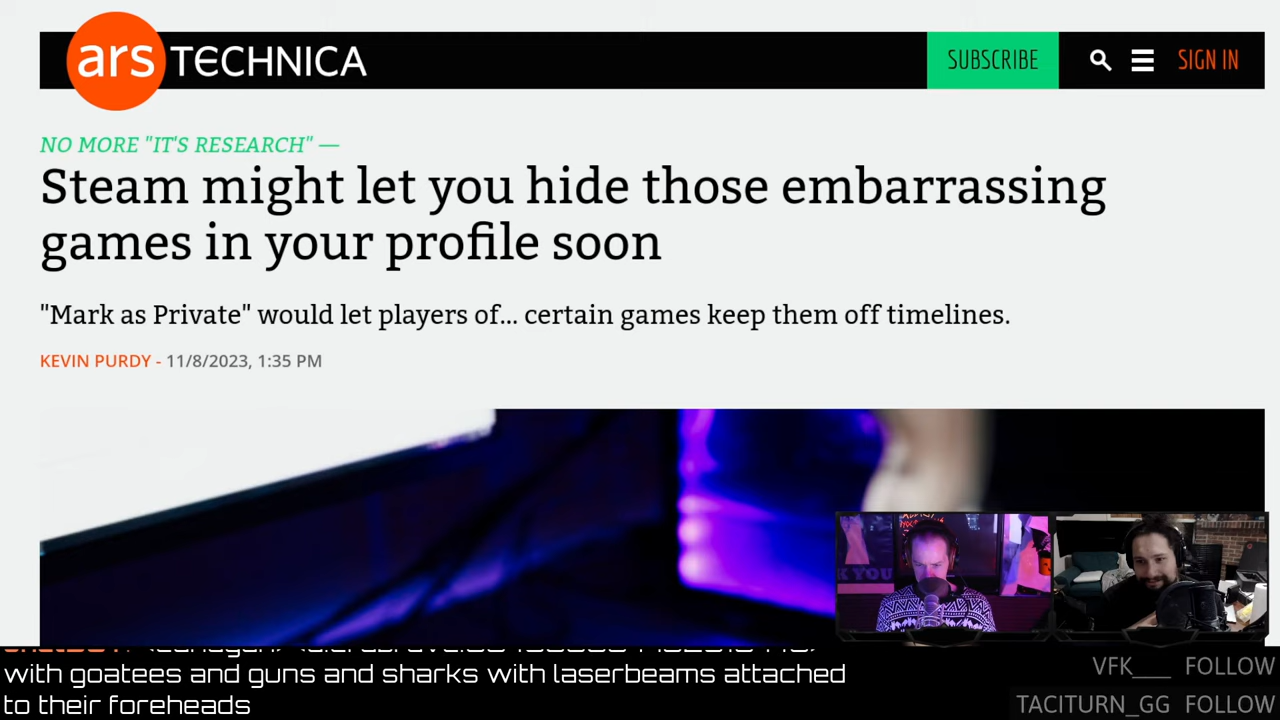 ars TECHNICA
SUBSCRIBE
SIGN IN
NO MORE "IT'S RESEARCH" —
Steam might let you hide those embarrassing
games in your profile soon
"Mark as Private" would let players of... certain games keep them off timelines.
KEVIN PURDY - 11/8/2023, 1:35 PM
K YOU
with goatees and guns and sharks with laserbeams attached
to their foreheads
VFK___ FOLLOW
TACITURN_GG FOLLOW